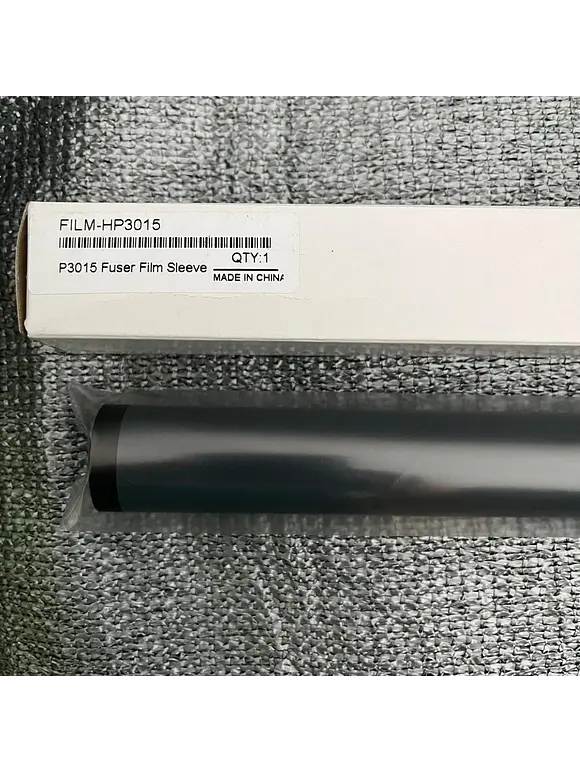 FILM-HP3015
QTY:1
P3015 Fuser Film Sleeve
MADE IN CHINA